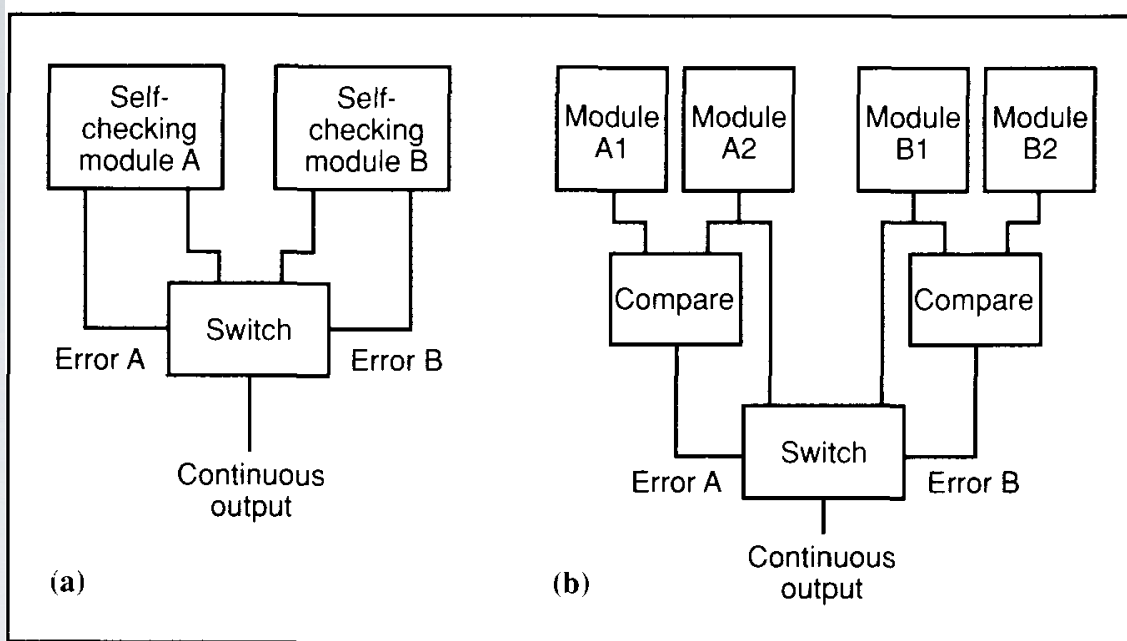 Self-
checking
module A
Self-
checking
module B
Switch
Error A
Error B
Continuous
output
(a)
Module
A1
Module
A2
Module
B1
Module
B2
Compare
Compare
Switch
Error A
Error B
Continuous
output
(b)